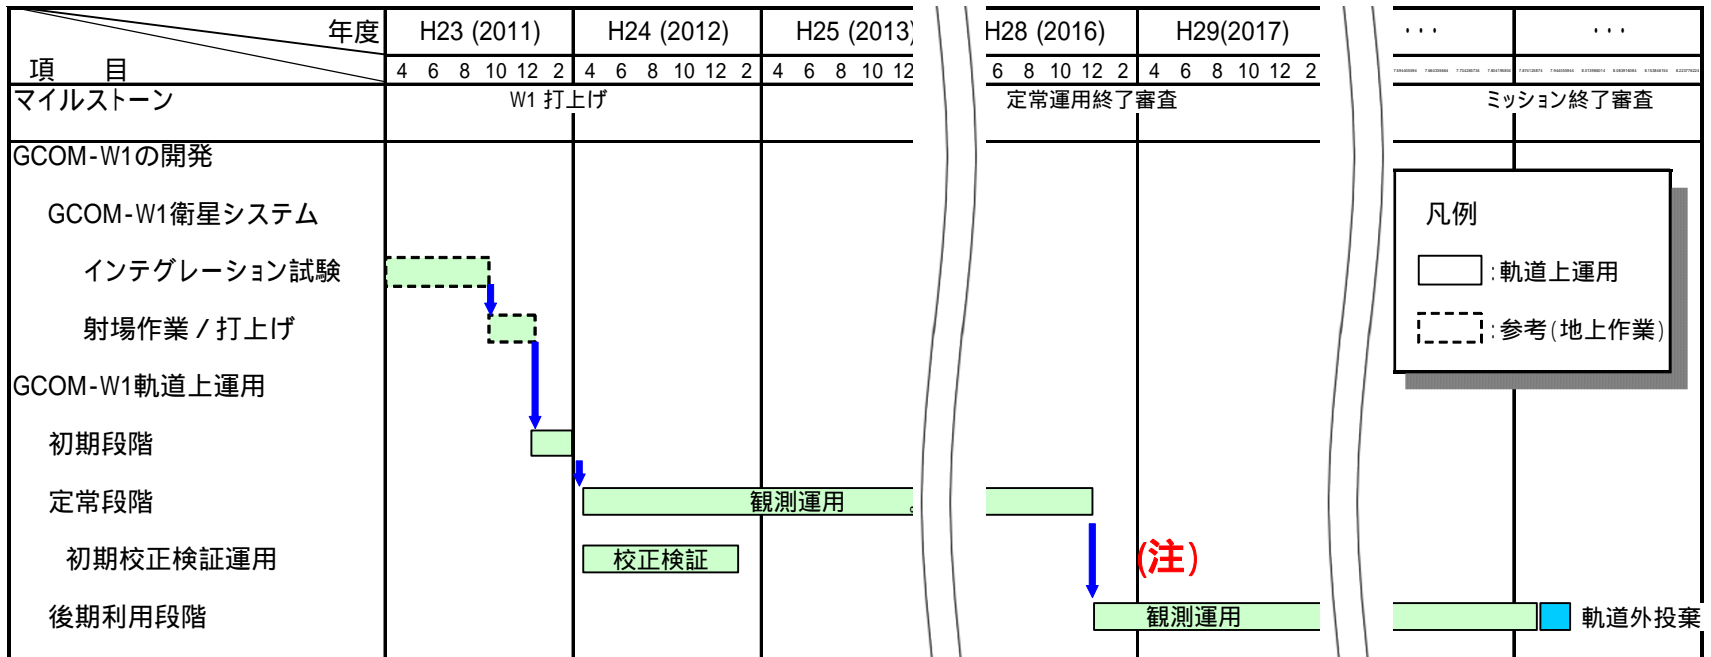 年度 H23 (2011) H24 (2012) H25 (2013) H28 (2016) H29(2017) ･･･ ･･･
項 目 4 6 8 10 12 2 4 6 8 10 12 2 4 6 8 10 12 6 8 10 12 2 4 6 8 10 12 2
マイルストーン W1 打上げ 定常運用終了審査 ミッション終了審査
GCOM-W1の開発
GCOM-W1衛星システム
凡例
インテグレーション試験
:軌道上運用
射場作業／打上げ
:参考(地上作業)
GCOM-W1軌道上運用
初期段階
定常段階 観測運用
初期校正検証運用 校正検証 (注)
後期利用段階 観測運用 軌道外投棄